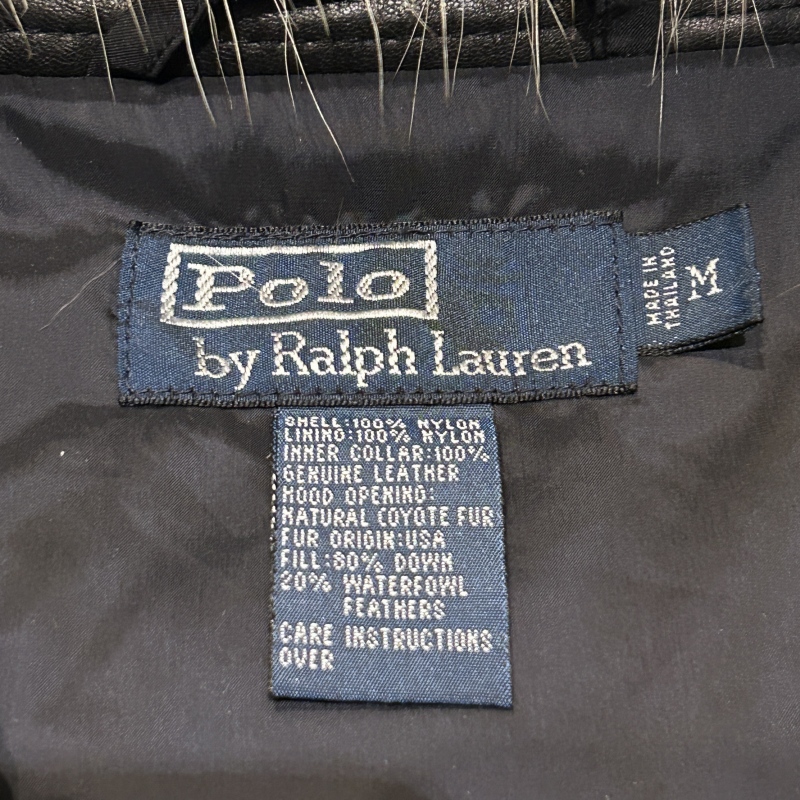 Polo
by Ralph Lauren
MADE IN
THAILAND
M
SHELL:100% NYLON
LINING:100% NYLON
INNER COLLAR:100%
GENUINE LEATHER
HOOD OPENING:
NATURAL COYOTE FUR
FUR ORIGIN:USA
FILL:80% DOWN
20% WATERFOWL
FEATHERS
CARE INSTRUCTIONS
OVER